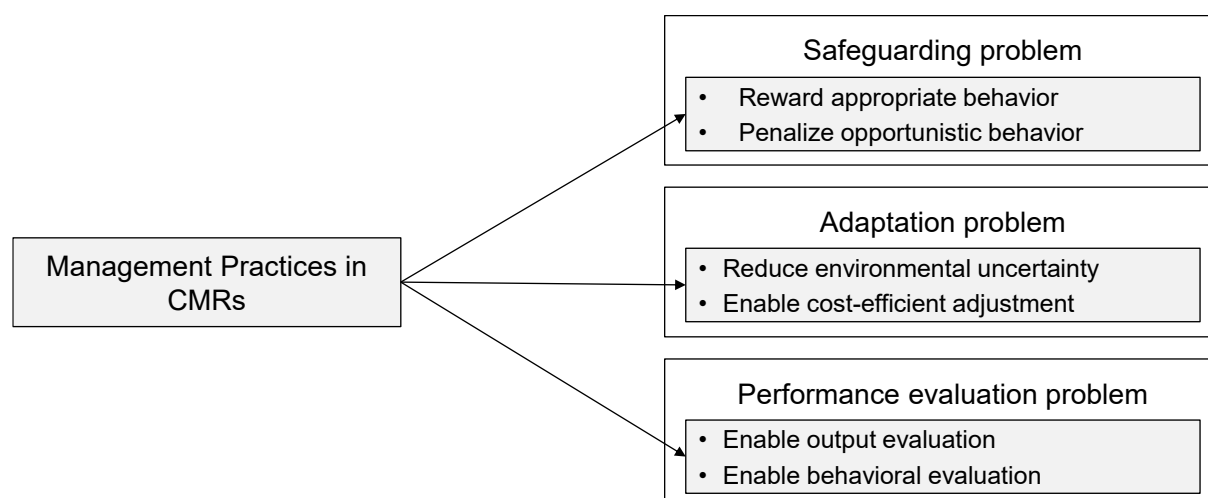 Safeguarding problem
• Reward appropriate behavior
• Penalize opportunistic behavior
Adaptation problem
• Reduce environmental uncertainty
• Enable cost-efficient adjustment
Management Practices in
CMRs
Performance evaluation problem
• Enable output evaluation
• Enable behavioral evaluation